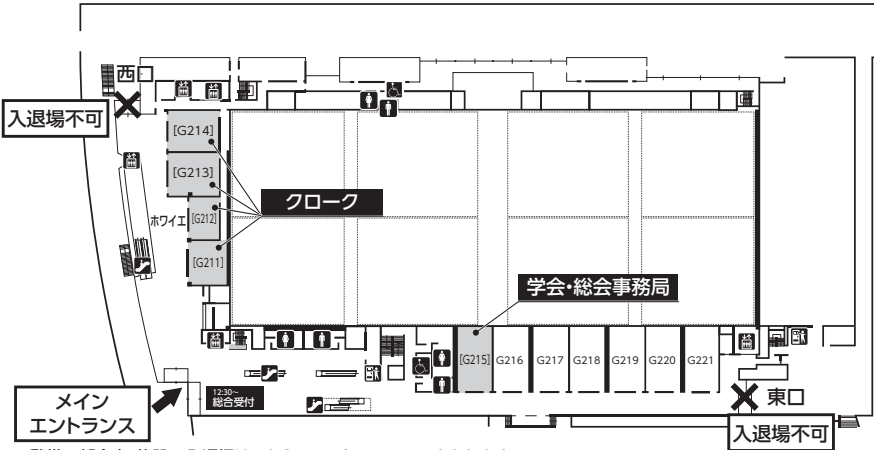 西口
入退場不可
[G214]
[G213]
クローク
ホワイエ
[G212]
[G211]
学会・総会事務局
[G215]
G216
G217
G218
G219
G220
G221
メイン
エントランス
12:30～
総合受付
東口
入退場不可